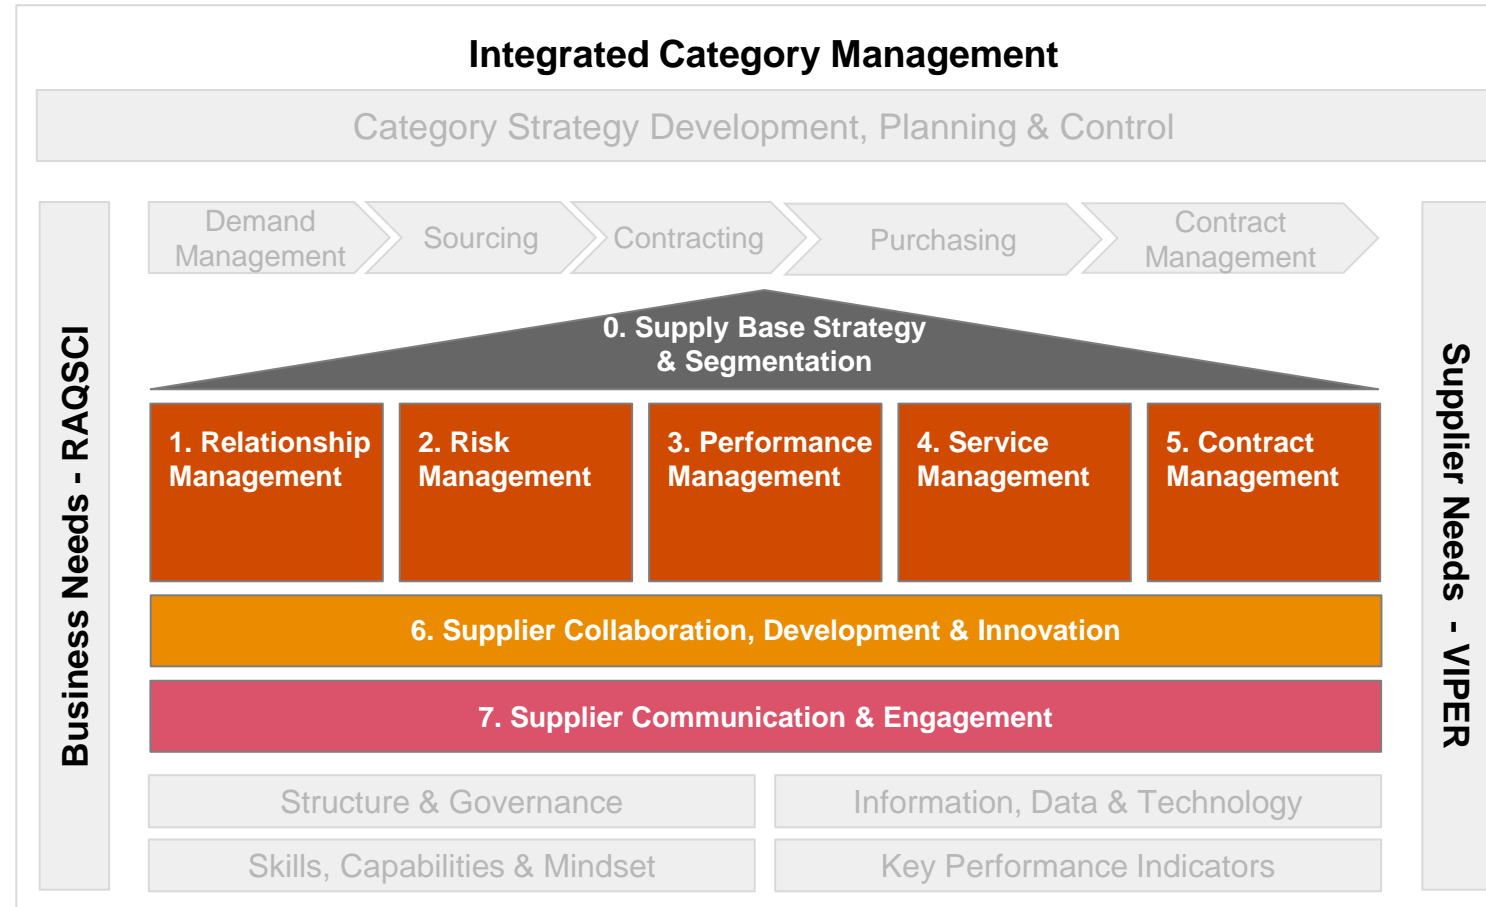 Integrated Category Management
Category Strategy Development, Planning & Control
Business Needs - RAQSCI
Demand
Management
Sourcing
Contracting
Purchasing
Contract
Management
0. Supply Base Strategy
& Segmentation
1. Relationship
Management
2. Risk
Management
3. Performance
Management
4. Service
Management
5. Contract
Management
6. Supplier Collaboration, Development & Innovation
7. Supplier Communication & Engagement
Structure & Governance
Information, Data & Technology
Skills, Capabilities & Mindset
Key Performance Indicators
Supplier Needs - VIPER